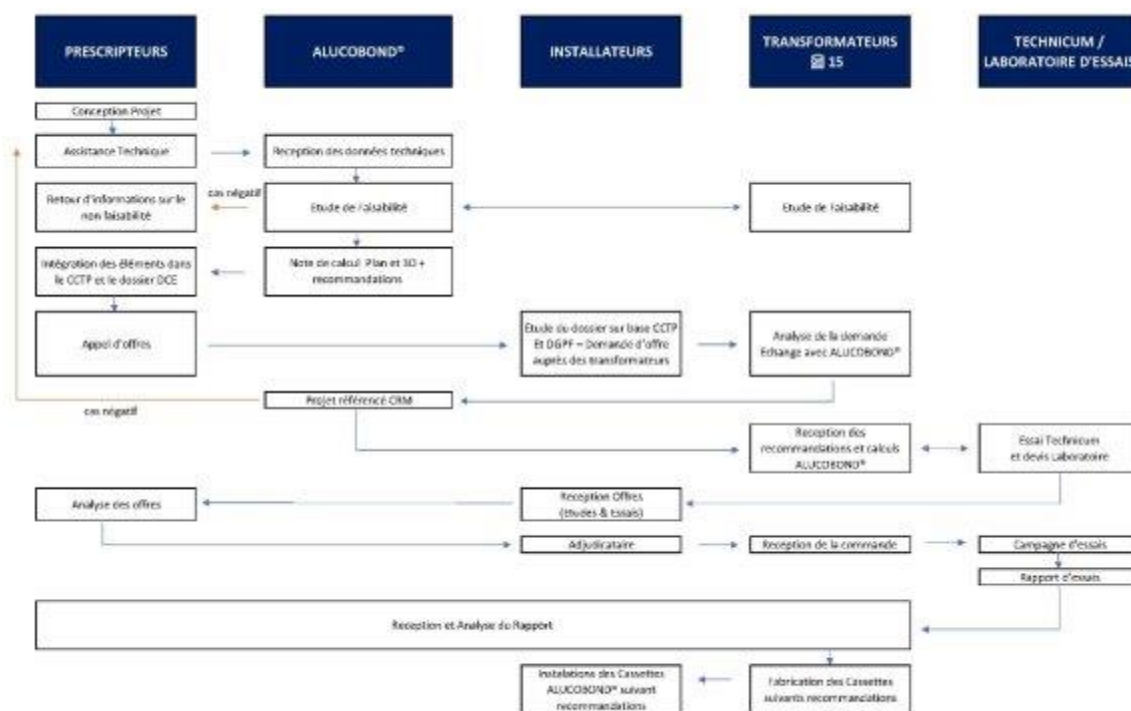 PRESCRIPTEURS
ALUCOBOND®
INSTALLATEURS
TRANSFORMATEURS
15
TECHNICUM /
LABORATOIRE D'ESSAIS
Conception Projet
Assistance Technique
Reception des données techniques
cas négatif
Retour d'informations sur le
non faisabilité
Etude de faisabilité
Etude de faisabilité
Intégration des éléments dans
le CCTP et le dossier DCE
Note de calcul Plan et 3D +
recommandations
Appel d'offres
Etude du dossier sur base CCTP
Et DGPF – Demande d'offre
auprès des transformateurs
Analyse de la demande
Echange avec ALUCOBOND®
Projet référencé CRM
cas négatif
Reception des
recommandations et calculs
ALUCOBOND®
Essai Technicum
et devis Laboratoire
Analyse des offres
Reception Offres
(études & Essais)
Adjudicataire
Reception de la commande
Campagne d'essais
Rapport d'essais
Reception et Analyse du Rapport
Instalations des Cassettes
ALUCOBOND® suivant
recommandations
Fabrication des Cassettes
suivants recommandations